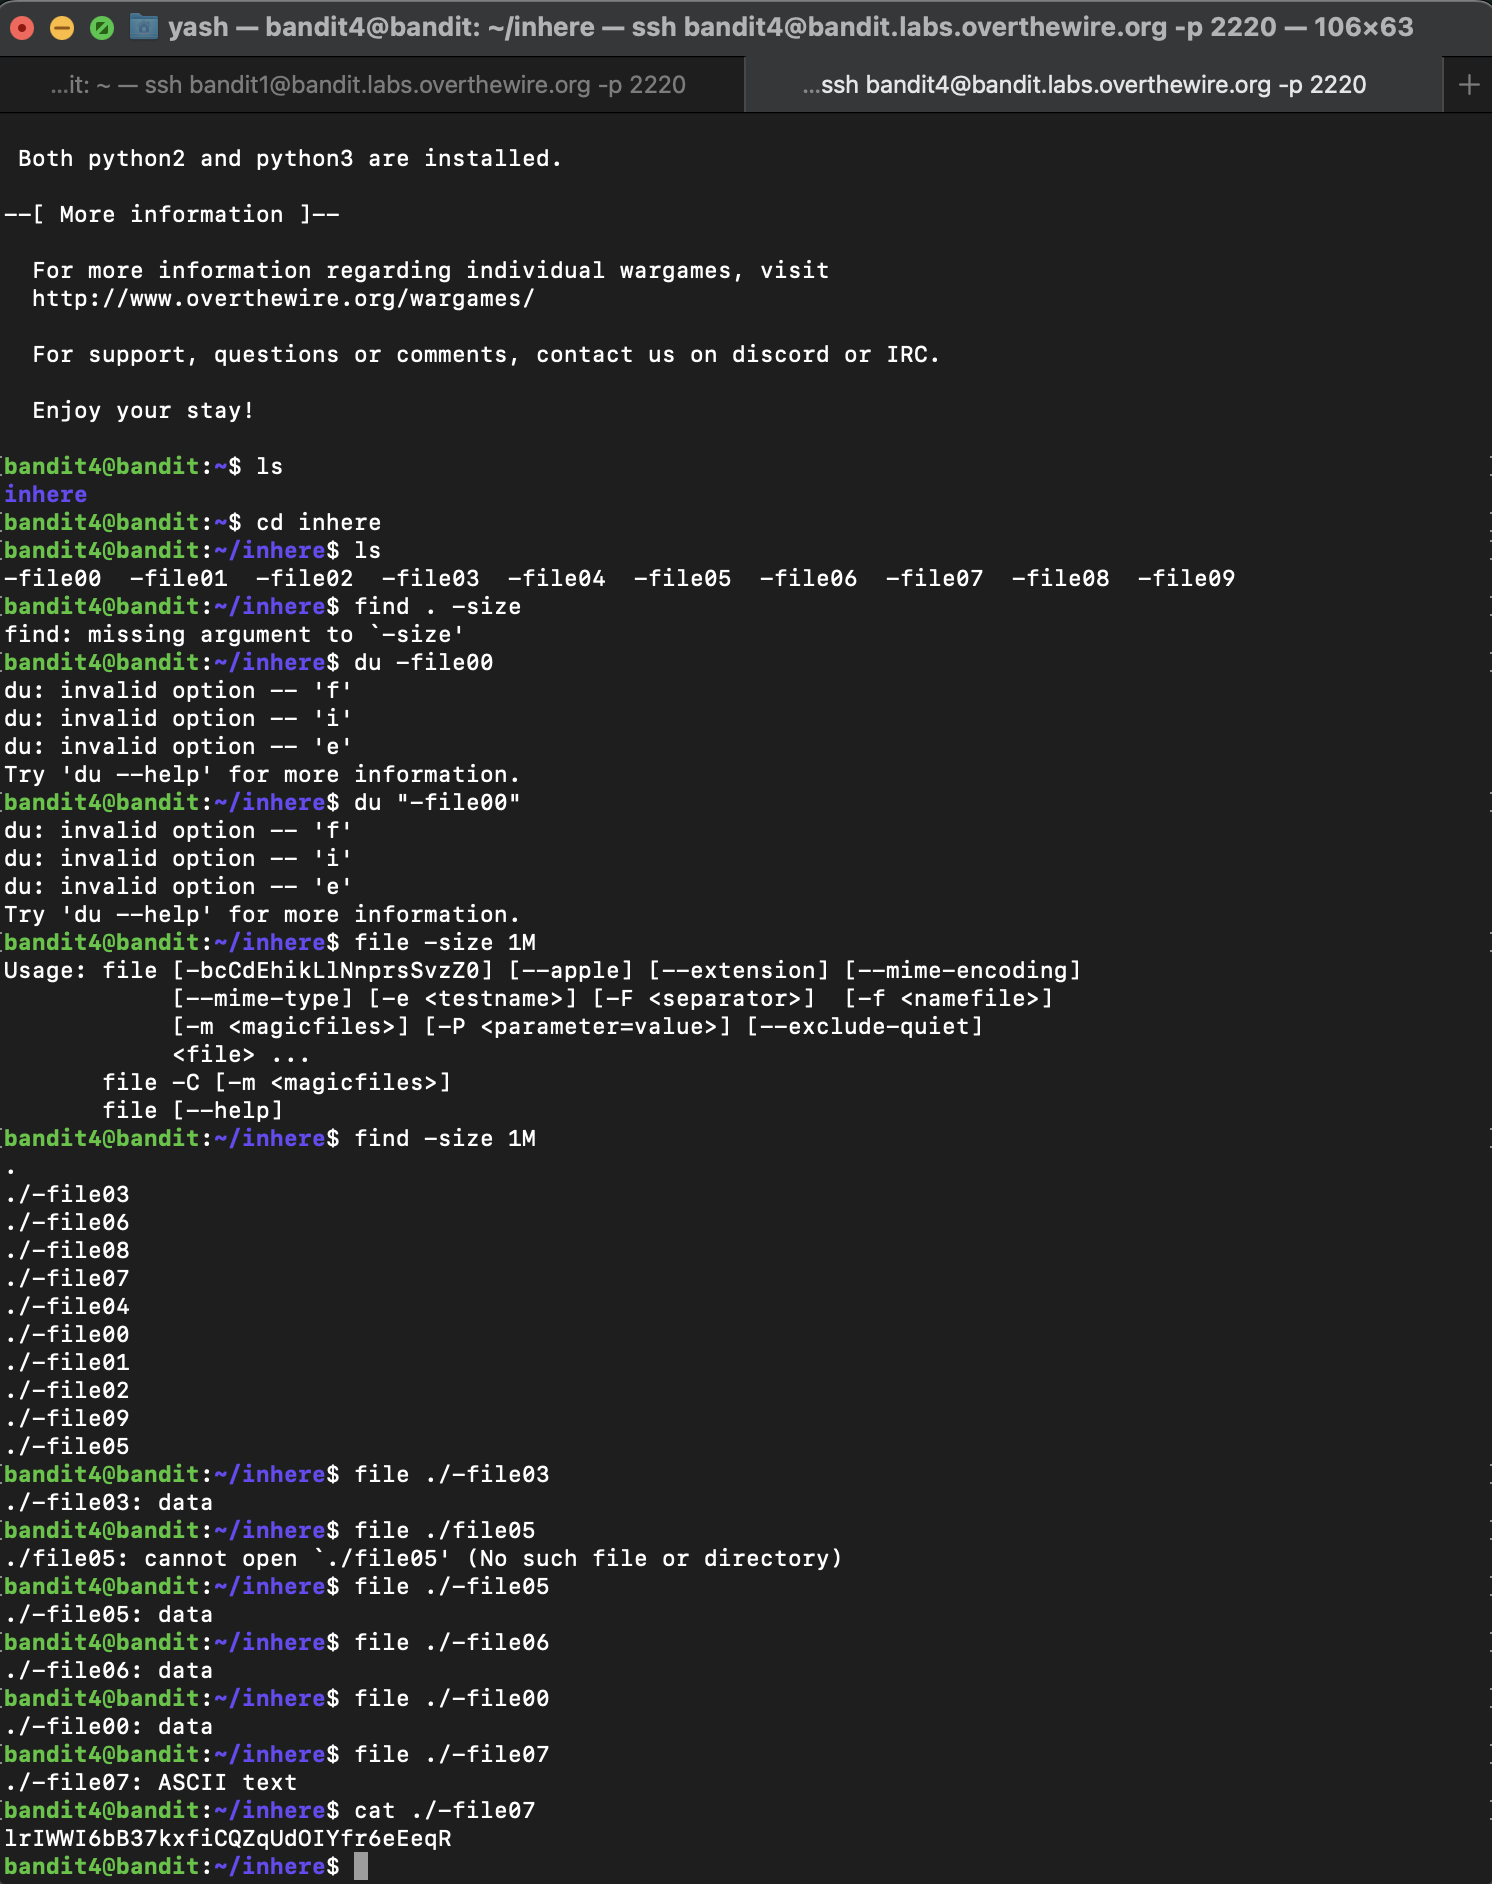 yash — bandit4@bandit: ~/inhere — ssh bandit4@bandit.labs.overthewire.org -p 2220 — 106×63
...it: ~ — ssh bandit1@bandit.labs.overthewire.org -p 2220 ...ssh bandit4@bandit.labs.overthewire.org -p 2220 +
Both python2 and python3 are installed.
--[ More information ]--
For more information regarding individual wargames, visit
http://www.overthewire.org/wargames/
For support, questions or comments, contact us on discord or IRC.
Enjoy your stay!
bandit4@bandit:~$ ls
inhere
bandit4@bandit:~$ cd inhere
bandit4@bandit:~/inhere$ ls
-file00  -file01  -file02  -file03  -file04  -file05  -file06  -file07  -file08  -file09
bandit4@bandit:~/inhere$ find . -size
find: missing argument to `-size'
bandit4@bandit:~/inhere$ du -file00
du: invalid option -- 'f'
du: invalid option -- 'i'
du: invalid option -- 'e'
Try 'du --help' for more information.
bandit4@bandit:~/inhere$ du "-file00"
du: invalid option -- 'f'
du: invalid option -- 'i'
du: invalid option -- 'e'
Try 'du --help' for more information.
bandit4@bandit:~/inhere$ file -size 1M
Usage: file [-bcCdEhikLlNnprsSvzZ0] [--apple] [--extension] [--mime-encoding]
[--mime-type] [-e <testname>] [-F <separator>]  [-f <namefile>]
[-m <magicfiles>] [-P <parameter=value>] [--exclude-quiet]
<file> ...
file -C [-m <magicfiles>]
file [--help]
bandit4@bandit:~/inhere$ find -size 1M
.
./-file03
./-file06
./-file08
./-file07
./-file04
./-file00
./-file01
./-file02
./-file09
./-file05
bandit4@bandit:~/inhere$ file ./-file03
./-file03: data
bandit4@bandit:~/inhere$ file ./file05
./file05: cannot open `./file05' (No such file or directory)
bandit4@bandit:~/inhere$ file ./-file05
./-file05: data
bandit4@bandit:~/inhere$ file ./-file06
./-file06: data
bandit4@bandit:~/inhere$ file ./-file00
./-file00: data
bandit4@bandit:~/inhere$ file ./-file07
./-file07: ASCII text
bandit4@bandit:~/inhere$ cat ./-file07
lrIWWI6bB37kxfiCQZqUdOIYfr6eEeqR
bandit4@bandit:~/inhere$